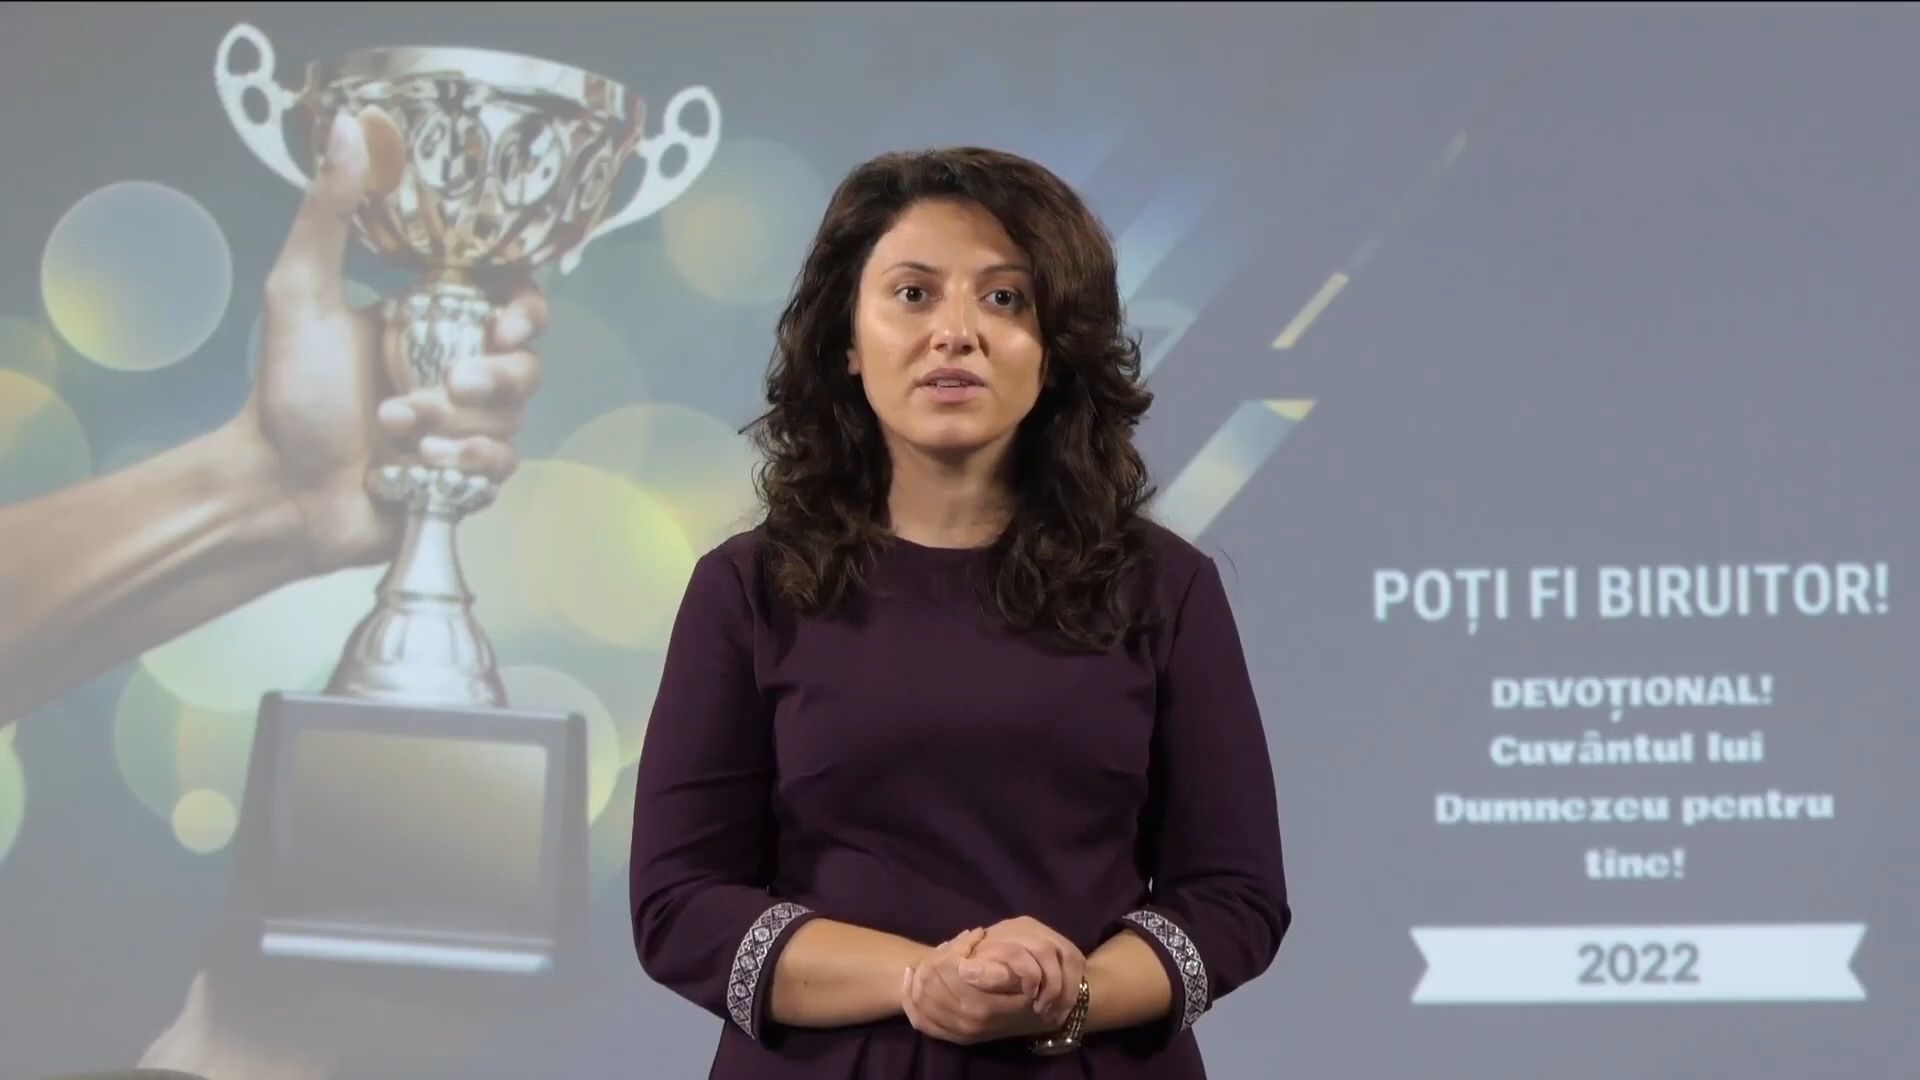 POȚI FI BIRUITOR!
DEVOȚIONAL!
Cuvântul lui
Dumnezeu pentru
tine!
2022